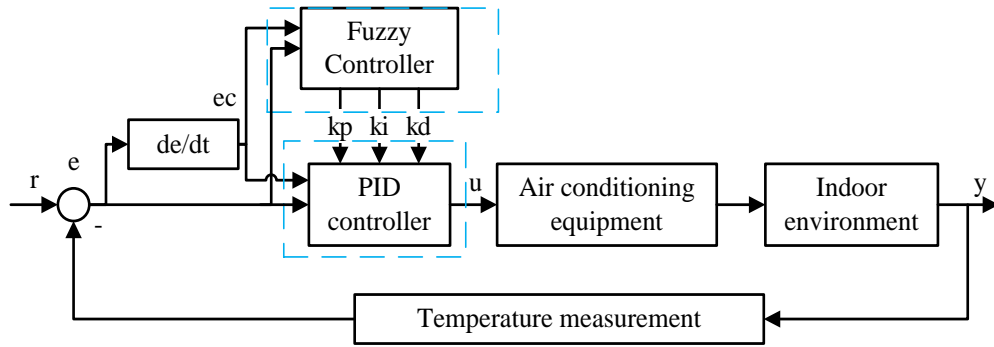 Fuzzy
Controller
ec
kp ki kd
de/dt
e
r
-
PID
controller
u
Air conditioning
equipment
Indoor
environment
y
Temperature measurement